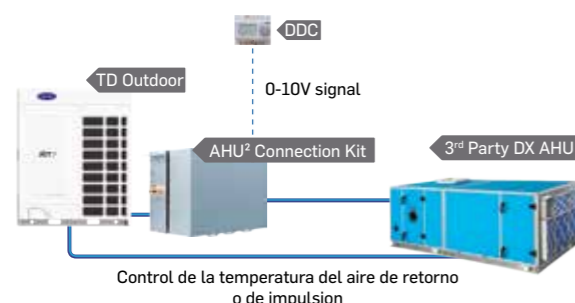 DDC
TD Outdoor
0-10V signal
AHU² Connection Kit
3rd Party DX AHU
Control de la temperatura del aire de retorno
o de impulsion